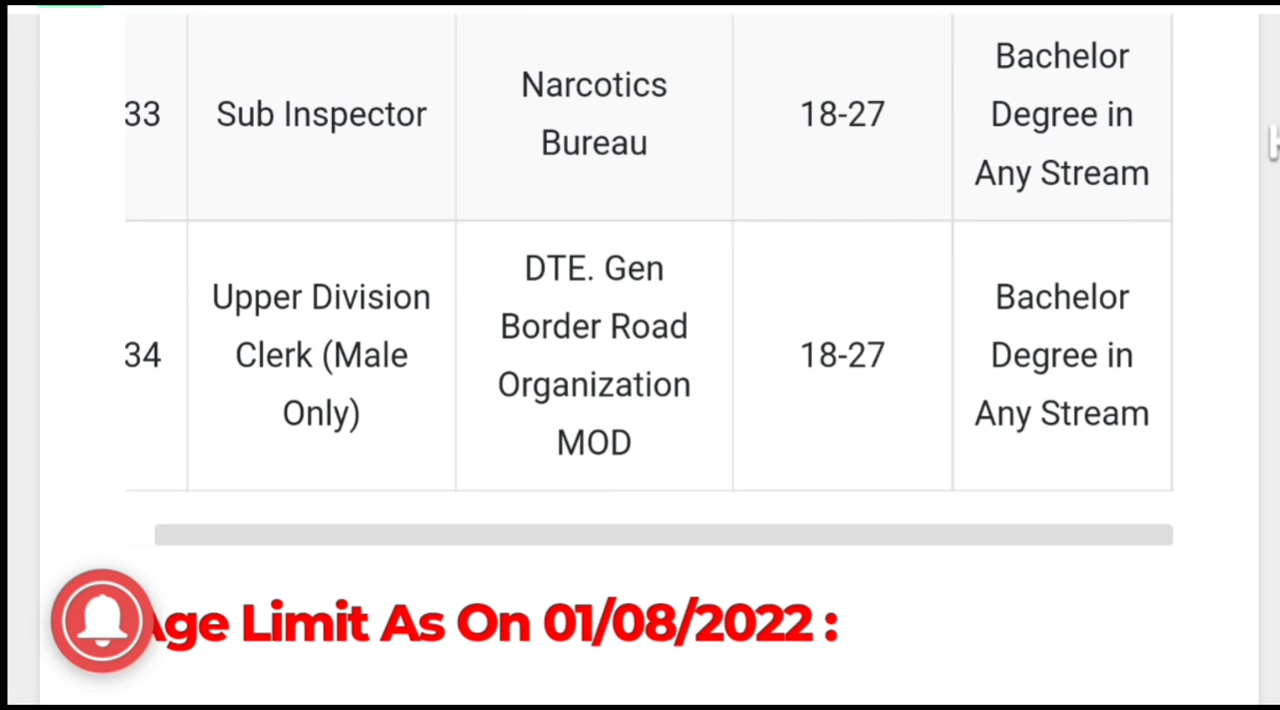 33 Sub Inspector Narcotics Bureau 18-27 Bachelor Degree in Any Stream
34 Upper Division Clerk (Male Only) DTE. Gen Border Road Organization MOD 18-27 Bachelor Degree in Any Stream
Age Limit As On 01/08/2022 :